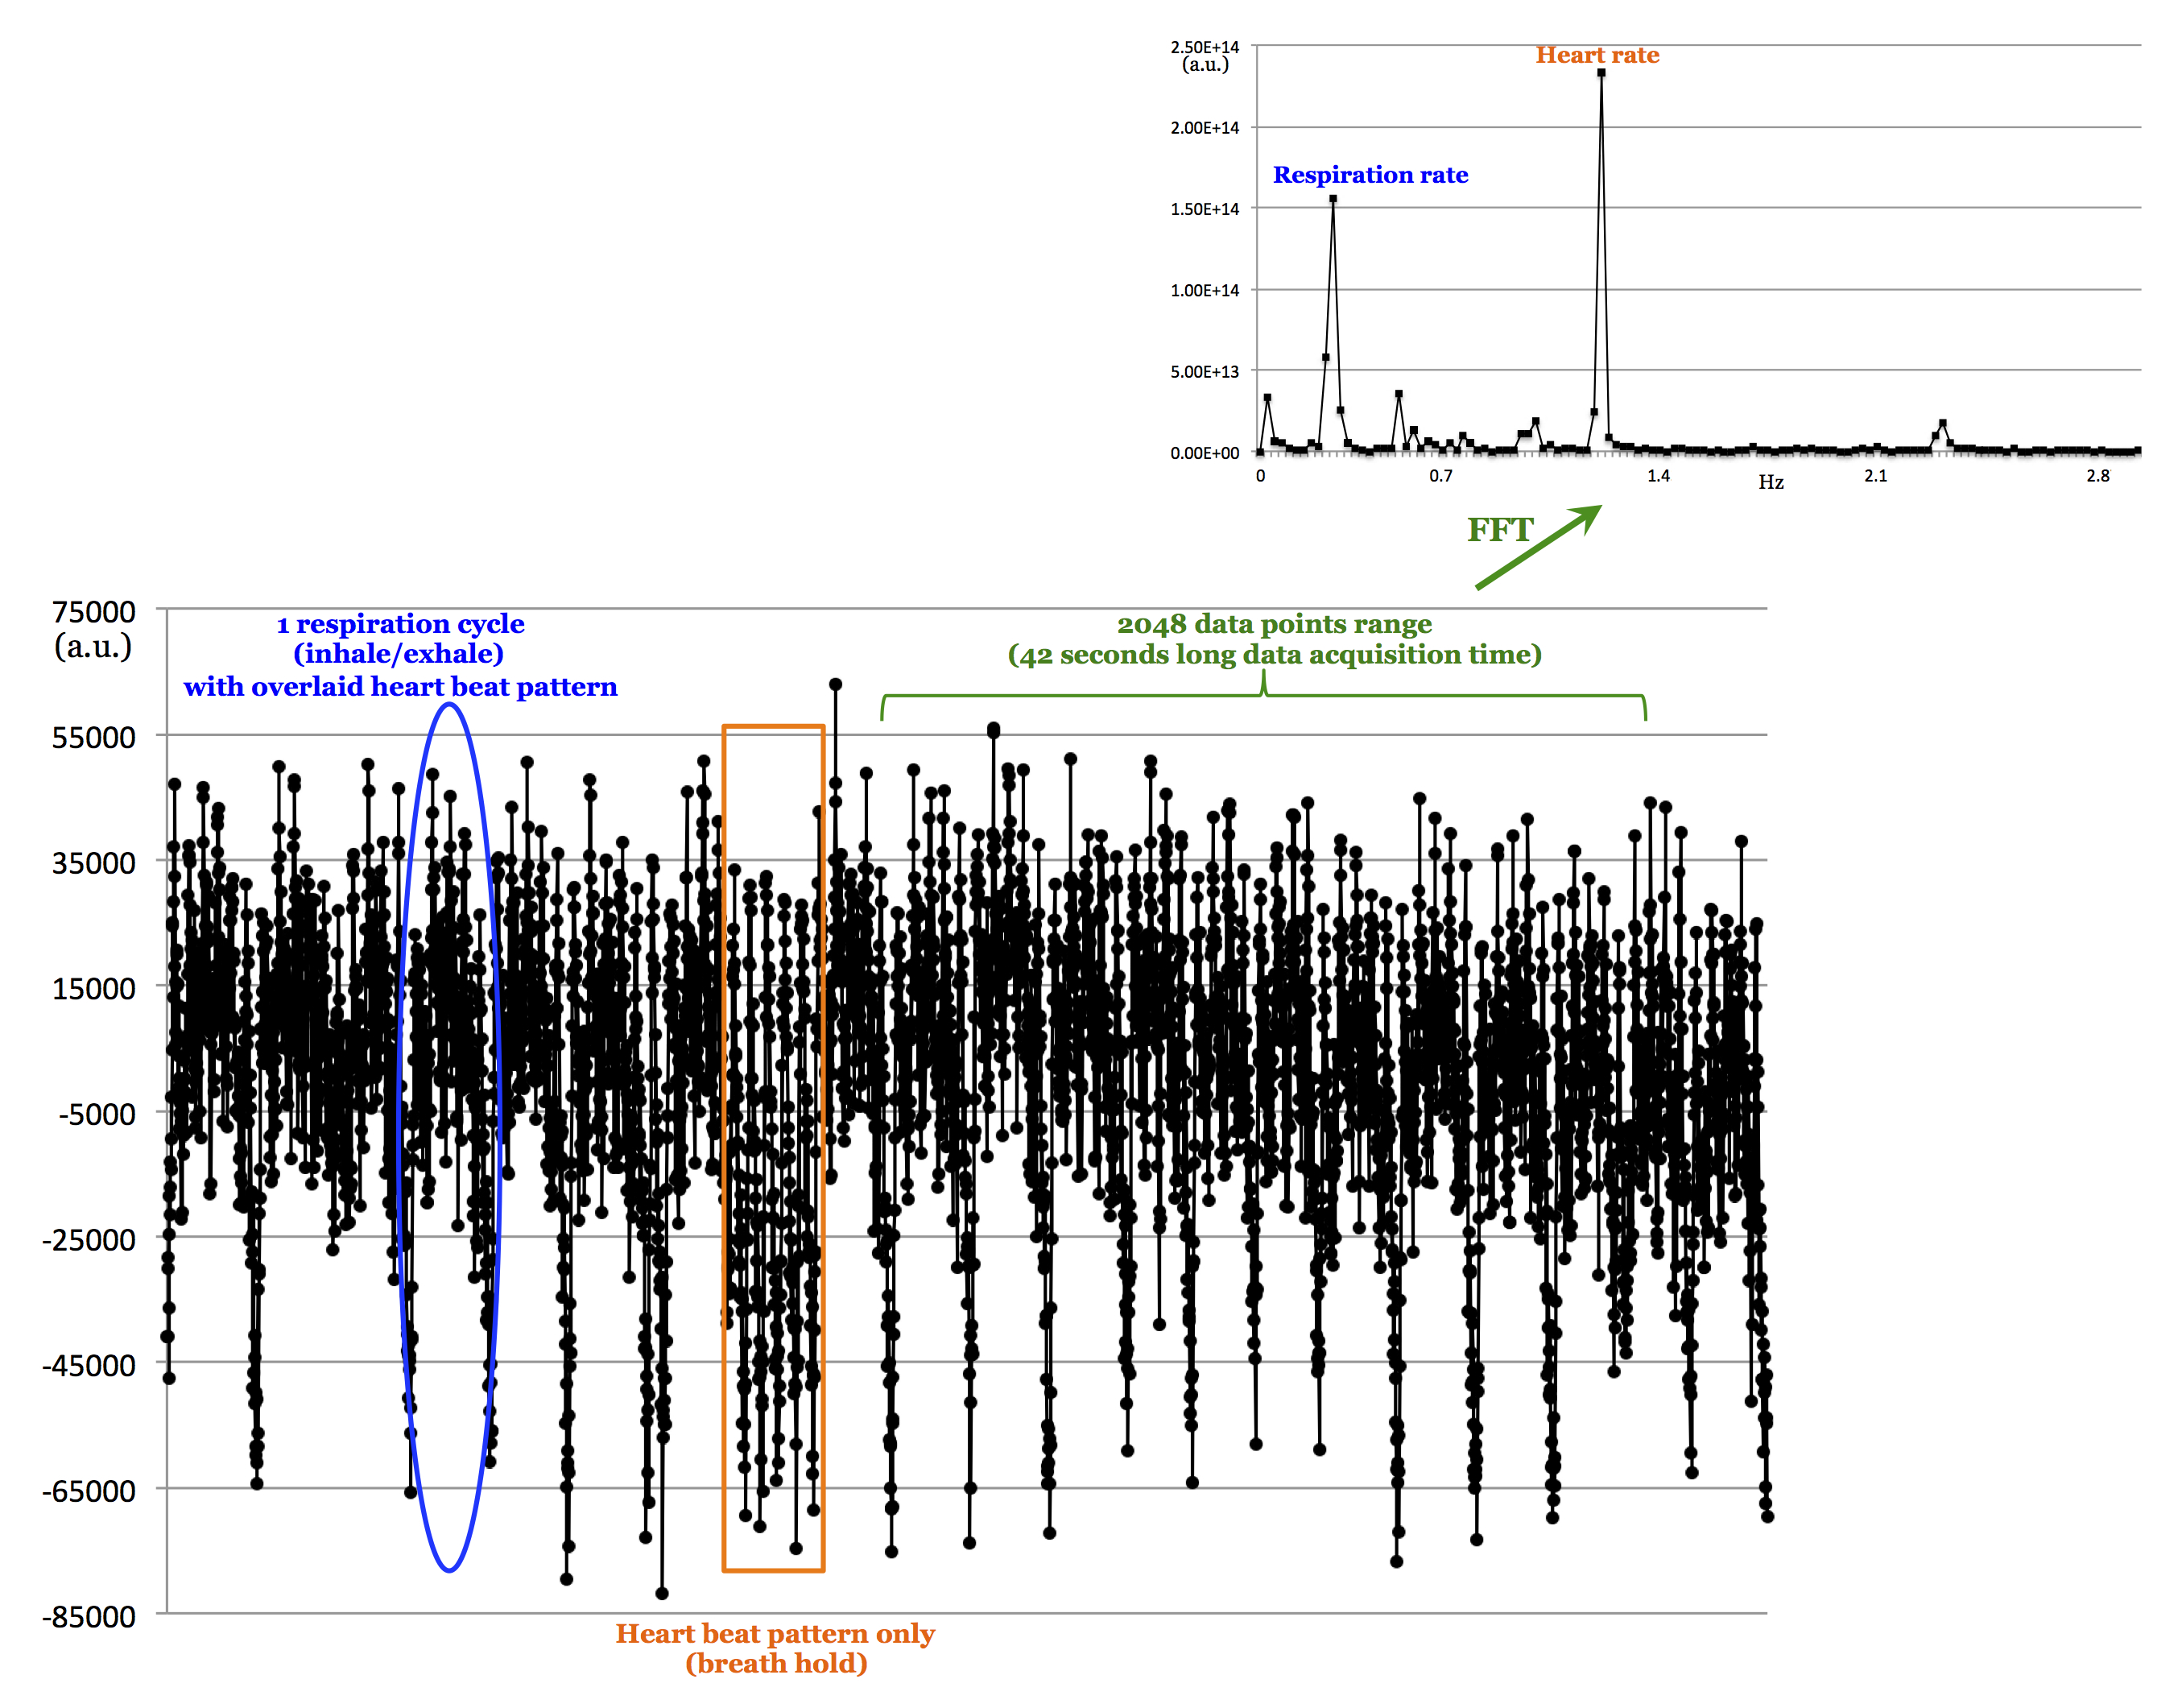 2.50E+14
(a.u.)
Heart rate
2.00E+14
Respiration rate
1.50E+14
1.00E+14
5.00E+13
0.00E+00
0 0.7 1.4 2.1 2.8
Hz
FFT
75000
(a.u.)
1 respiration cycle
(inhale/exhale)
with overlaid heart beat pattern
2048 data points range
(42 seconds long data acquisition time)
55000
35000
15000
-5000
-25000
-45000
-65000
-85000
Heart beat pattern only
(breath hold)